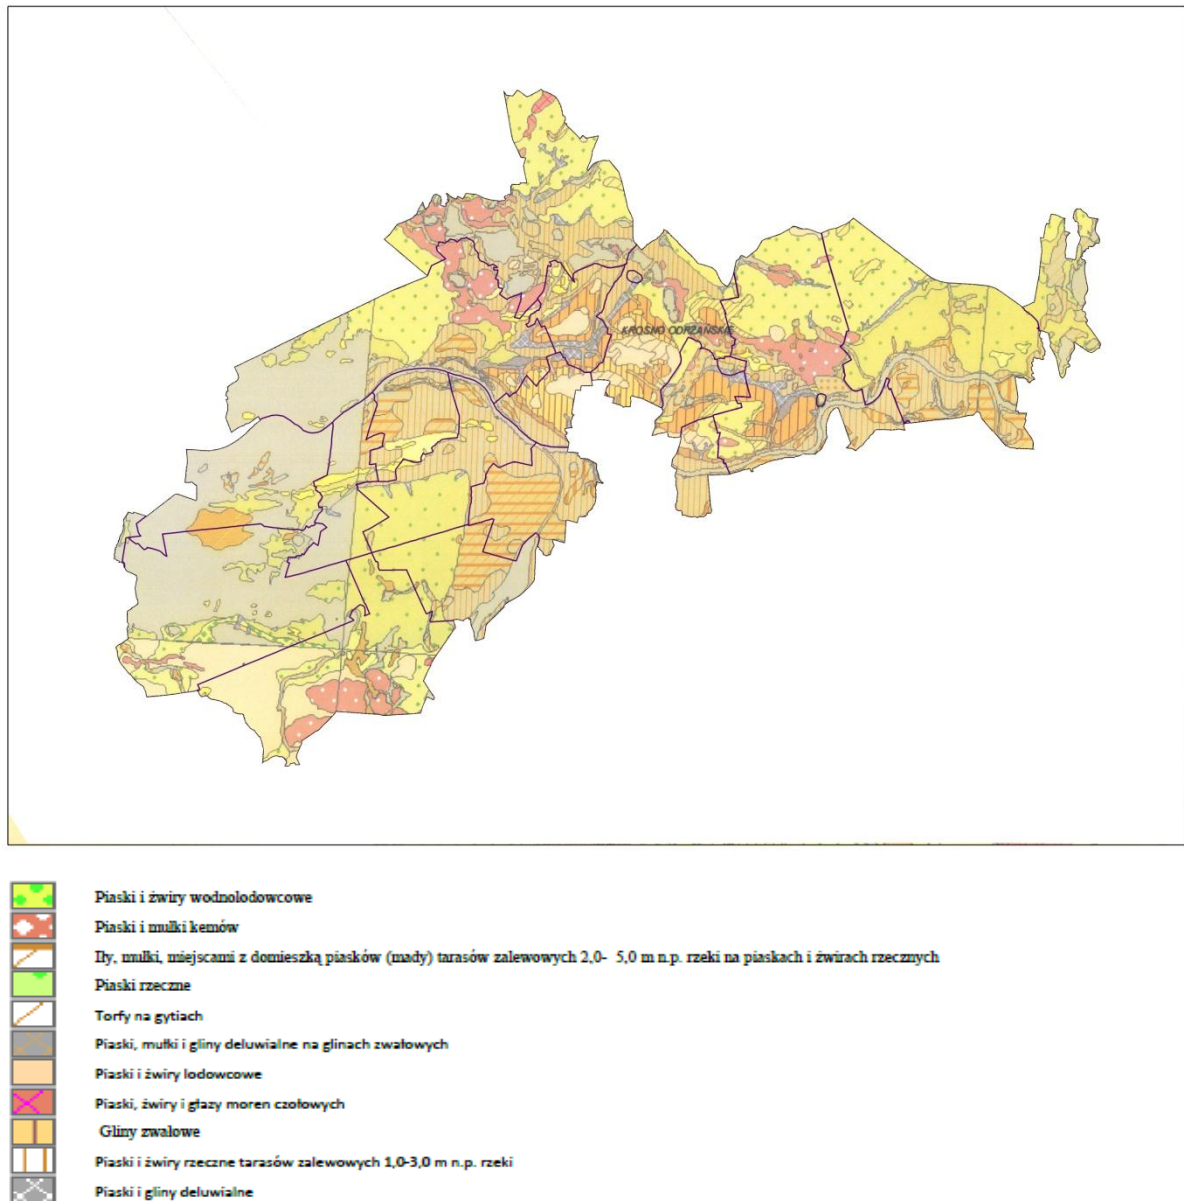 KROSNO ODRZAŃSKIE
Piaski i żwiry wodnolodowcowe
Piaski i mułki kemów
Iły, mułki, miejscami z domieszką piasków (mady) tarasów zalewowych 2,0- 5,0 m n.p. rzeki na piaskach i żwirach rzecznych
Piaski rzeczne
Torfy na gytiach
Piaski, mułki i gliny deluwialne na glinach zwałowych
Piaski i żwiry lodowcowe
Piaski, żwiry i głazy moren czołowych
Gliny zwałowe
Piaski i żwiry rzeczne tarasów zalewowych 1,0-3,0 m n.p. rzeki
Piaski i gliny deluwialne